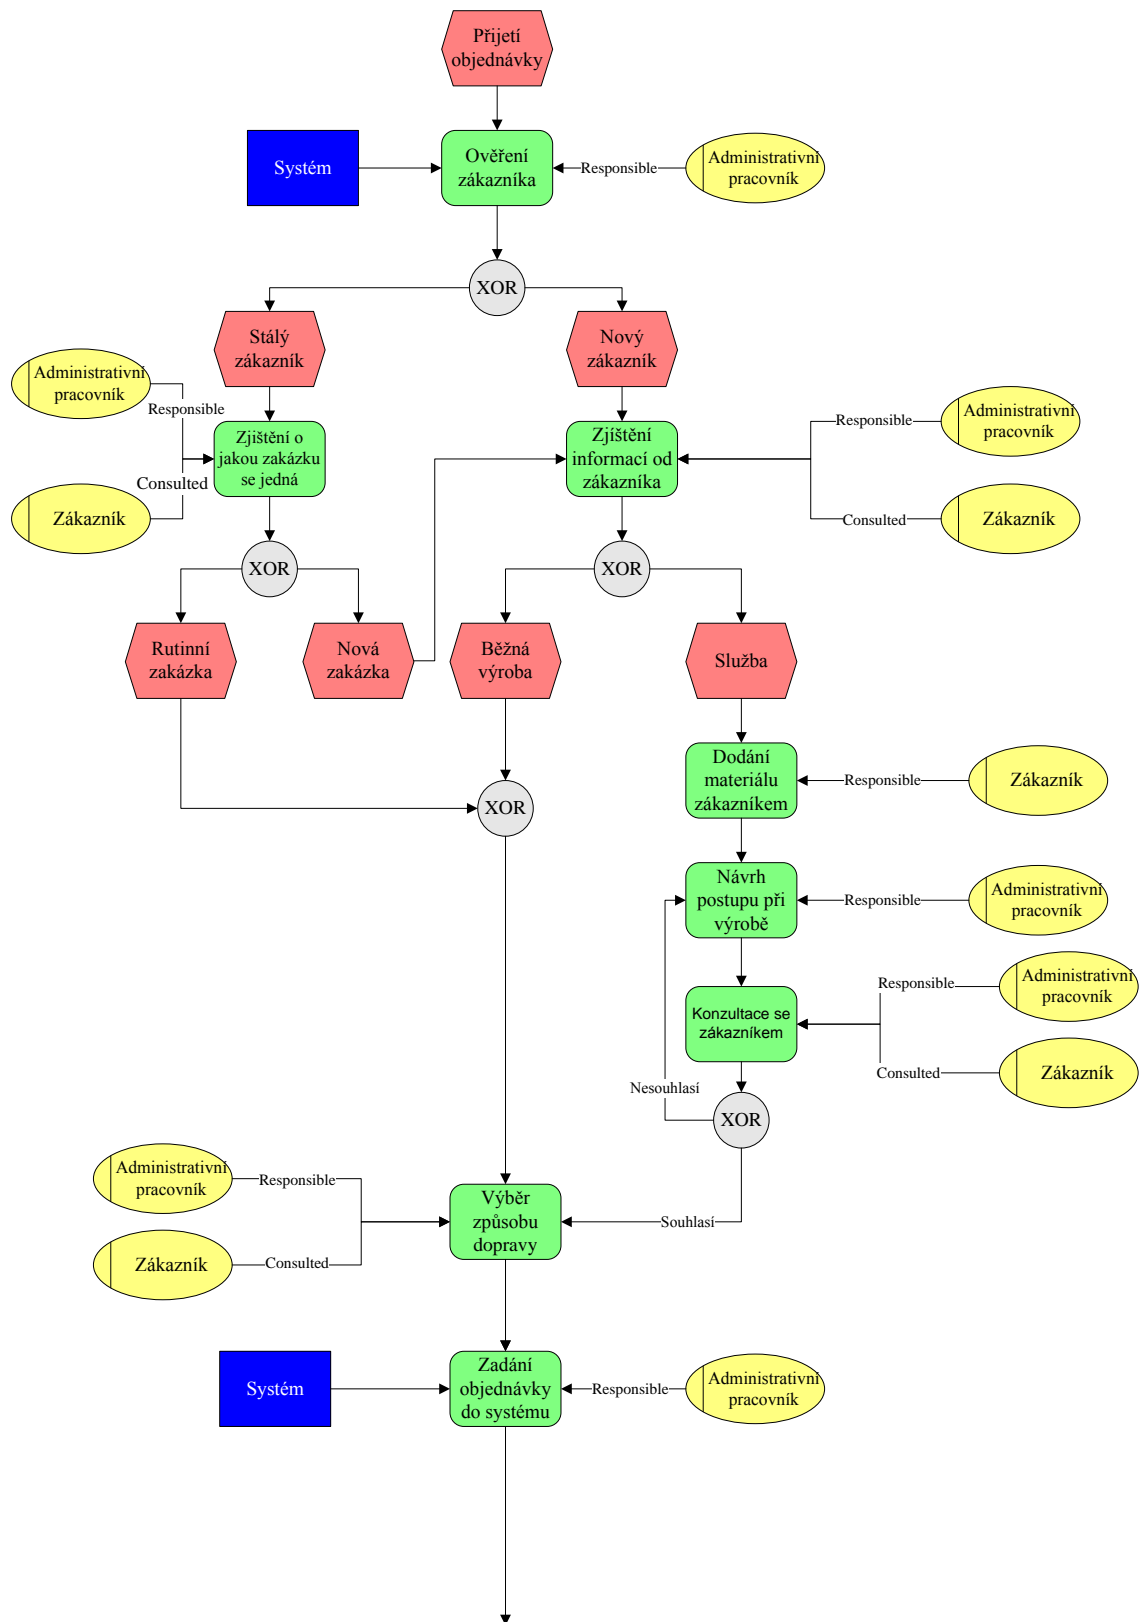 Přijetí
objednávky
Systém
Ověření
zákazníka
Responsible
Administrativní
pracovník
XOR
Stálý
zákazník
Nový
zákazník
Administrativní
pracovník
Responsible
Zjištění o
jakou zakázku
se jedná
Consulted
Zákazník
Zjíštění
informací od
zákazníka
Responsible
Administrativní
pracovník
Consulted
Zákazník
XOR
XOR
Rutinní
zakázka
Nová
zakázka
Běžná
výroba
Služba
Dodání
materiálu
zákazníkem
Responsible
Zákazník
XOR
Návrh
postupu při
výrobě
Responsible
Administrativní
pracovník
Konzultace se
zákazníkem
Responsible
Administrativní
pracovník
Consulted
Zákazník
Nesouhlasí
XOR
Administrativní
pracovník
Responsible
Zákazník
Consulted
Výběr
způsobu
dopravy
Souhlasí
Systém
Zadání
objednávky
do systému
Responsible
Administrativní
pracovník